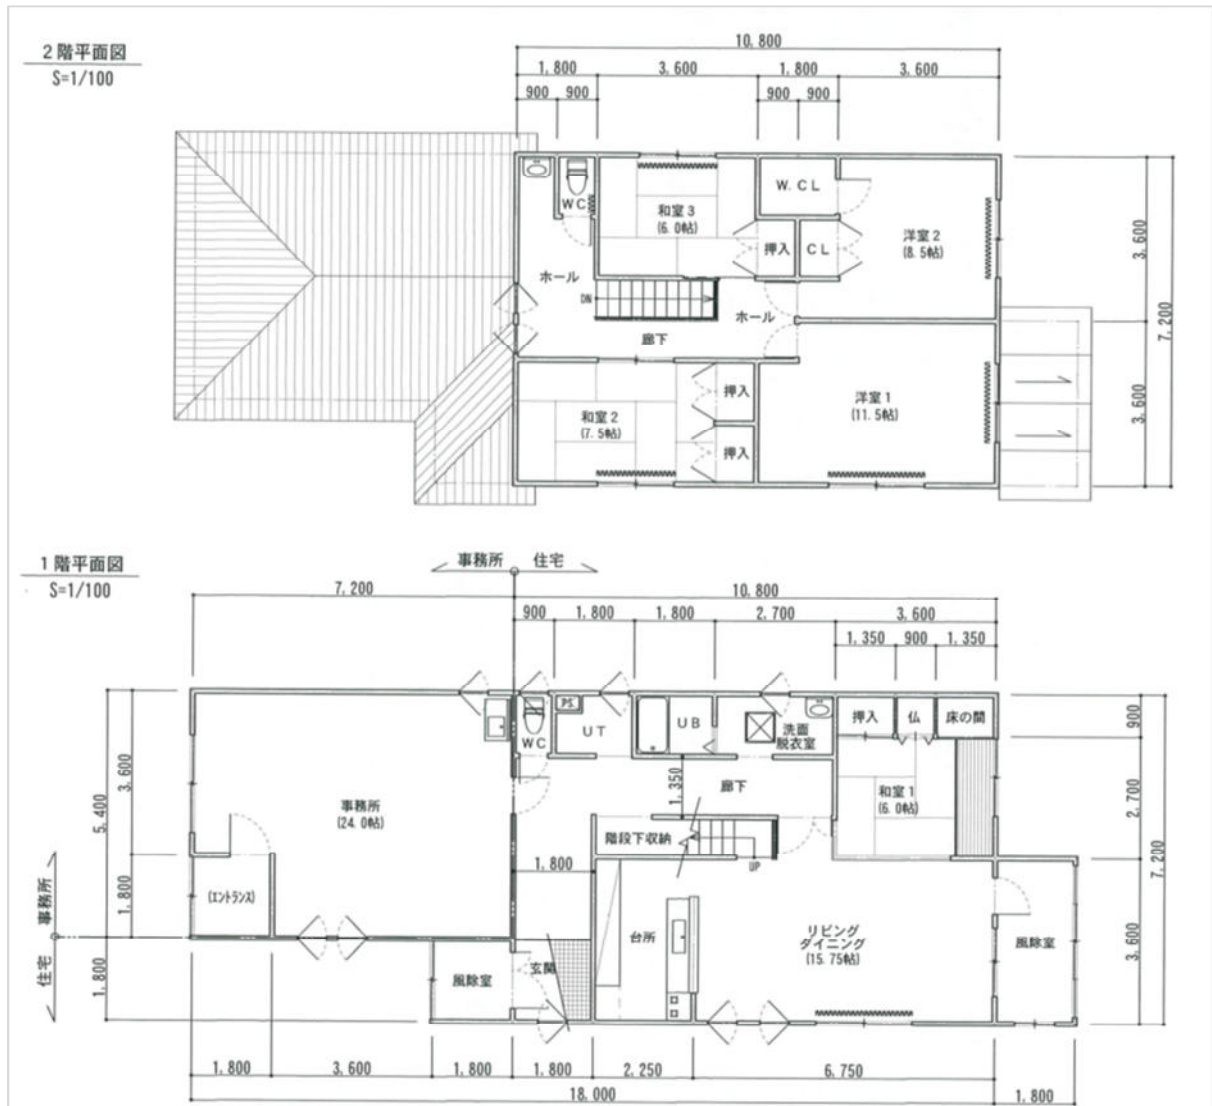 2階平面図
S=1/100
10,800
1,800
3,600
1,800
3,600
900
900
900
900
WC
和室3
(6.0帖)
W.CL
押入
CL
洋室2
(8.5帖)
3,600
ホール
DN
ホール
廊下
7,200
和室2
(7.5帖)
押入
押入
洋室1
(11.5帖)
3,600
1階平面図
S=1/100
事務所
住宅
7,200
10,800
900
1,800
1,800
2,700
3,600
1,350
900
1,350
PS
WC
UT
UB
洗面
脱衣室
押入
仏
床の間
900
3,600
5,400
事務所
(24.0帖)
1,350
廊下
和室1
(6.0帖)
2,700
階段下収納
UP
7,200
1,800
1,800
(エントランス)
事務所
住宅
1,800
風除室
玄関
台所
リビング
ダイニング
(15.75帖)
風除室
3,600
1,800
3,600
1,800
1,800
2,250
6,750
18,000
1,800